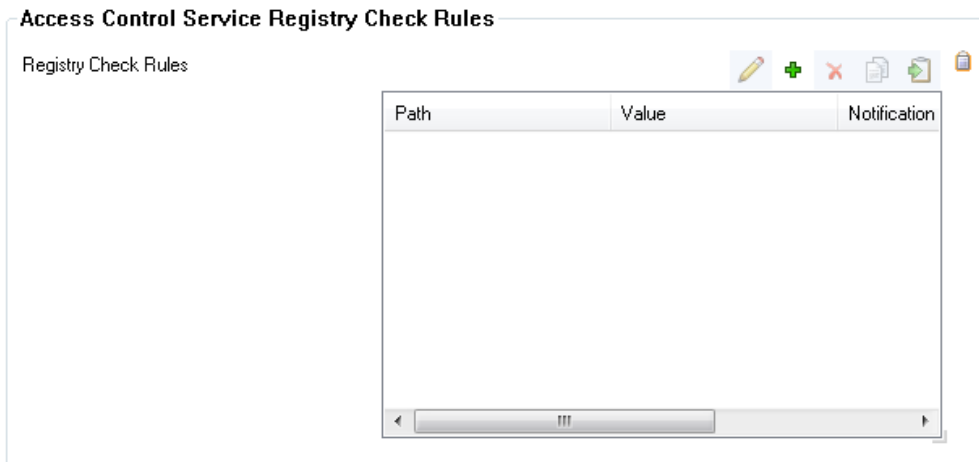 Access Control Service Registry Check Rules
Registry Check Rules
Path Value Notification